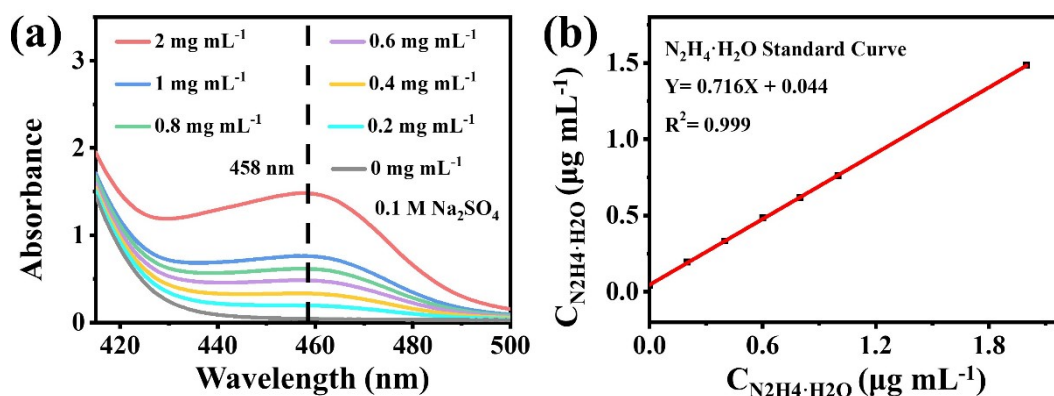 (a)
3
2
1
0
Absorbance
2 mg mL⁻¹
1 mg mL⁻¹
0.8 mg mL⁻¹
0.6 mg mL⁻¹
0.4 mg mL⁻¹
0.2 mg mL⁻¹
0 mg mL⁻¹
458 nm
0.1 M Na₂SO₄
420 440 460 480 500
Wavelength (nm)
(b)
N₂H₄·H₂O Standard Curve
Y= 0.716X + 0.044
R²= 0.999
1.5
1.0
0.5
0.0
C_N2H4·H2O (μg mL⁻¹)
0.0 0.6 1.2 1.8
C_N2H4·H2O (μg mL⁻¹)